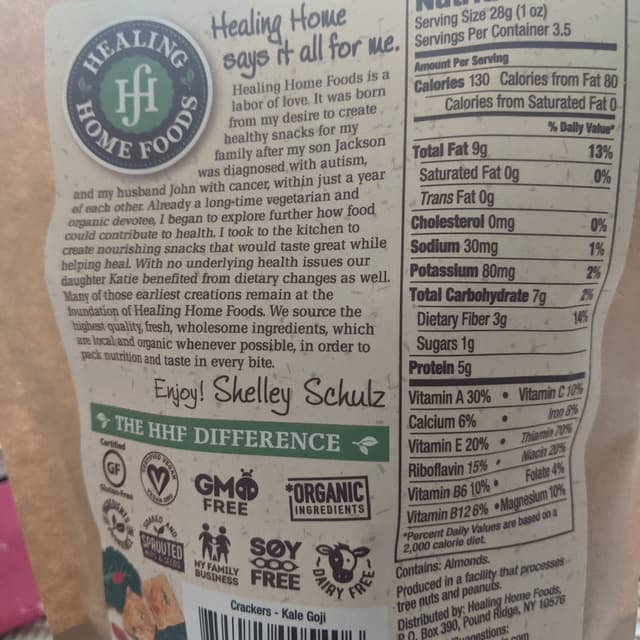 HEALING
HOME FOODS
hf
Healing Home
says it all for me.
Healing Home Foods is a
labor of love. It was born
from my desire to create
healthy snacks for my
family after my son Jackson
was diagnosed with autism,
and my husband John with cancer, within just a year
of each other. Already a long-time vegetarian and
organic devotee, I began to explore further how food
could contribute to health. I took to the kitchen to
create nourishing snacks that would taste great while
helping heal. With no underlying health issues our
daughter Katie benefited from dietary changes as well.
Many of those earliest creations remain at the
foundation of Healing Home Foods. We source the
highest quality, fresh, wholesome ingredients, which
are local and organic whenever possible, in order to
pack nutrition and taste in every bite.
Enjoy! Shelley Schulz
THE HHF DIFFERENCE
Certified
GF
Gluten-Free
CERTIFIED VEGAN
V
GMO
FREE
*ORGANIC
INGREDIENTS
SPROUTED
MY FAMILY
BUSINESS
SOY
FREE
DAIRY FREE
Crackers - Kale Goji
Serving Size 28g (1 oz)
Servings Per Container 3.5
Amount Per Serving
Calories 130 Calories from Fat 80
Calories from Saturated Fat 0
% Daily Value*
Total Fat 9g 13%
Saturated Fat 0g 0%
Trans Fat 0g
Cholesterol 0mg 0%
Sodium 30mg 1%
Potassium 80mg 2%
Total Carbohydrate 7g 2%
Dietary Fiber 3g 14%
Sugars 1g
Protein 5g
Vitamin A 30% • Vitamin C 10%
Calcium 6% • Iron 8%
Vitamin E 20% • Thiamin 70%
Riboflavin 15% • Niacin 20%
Vitamin B6 10% • Folate 4%
Vitamin B12 6% • Magnesium 10%
*Percent Daily Values are based on a
2,000 calorie diet.
Contains: Almonds.
Produced in a facility that processes
tree nuts and peanuts.
Distributed by: Healing Home Foods,
P.O. Box 390, Pound Ridge, NY 10576